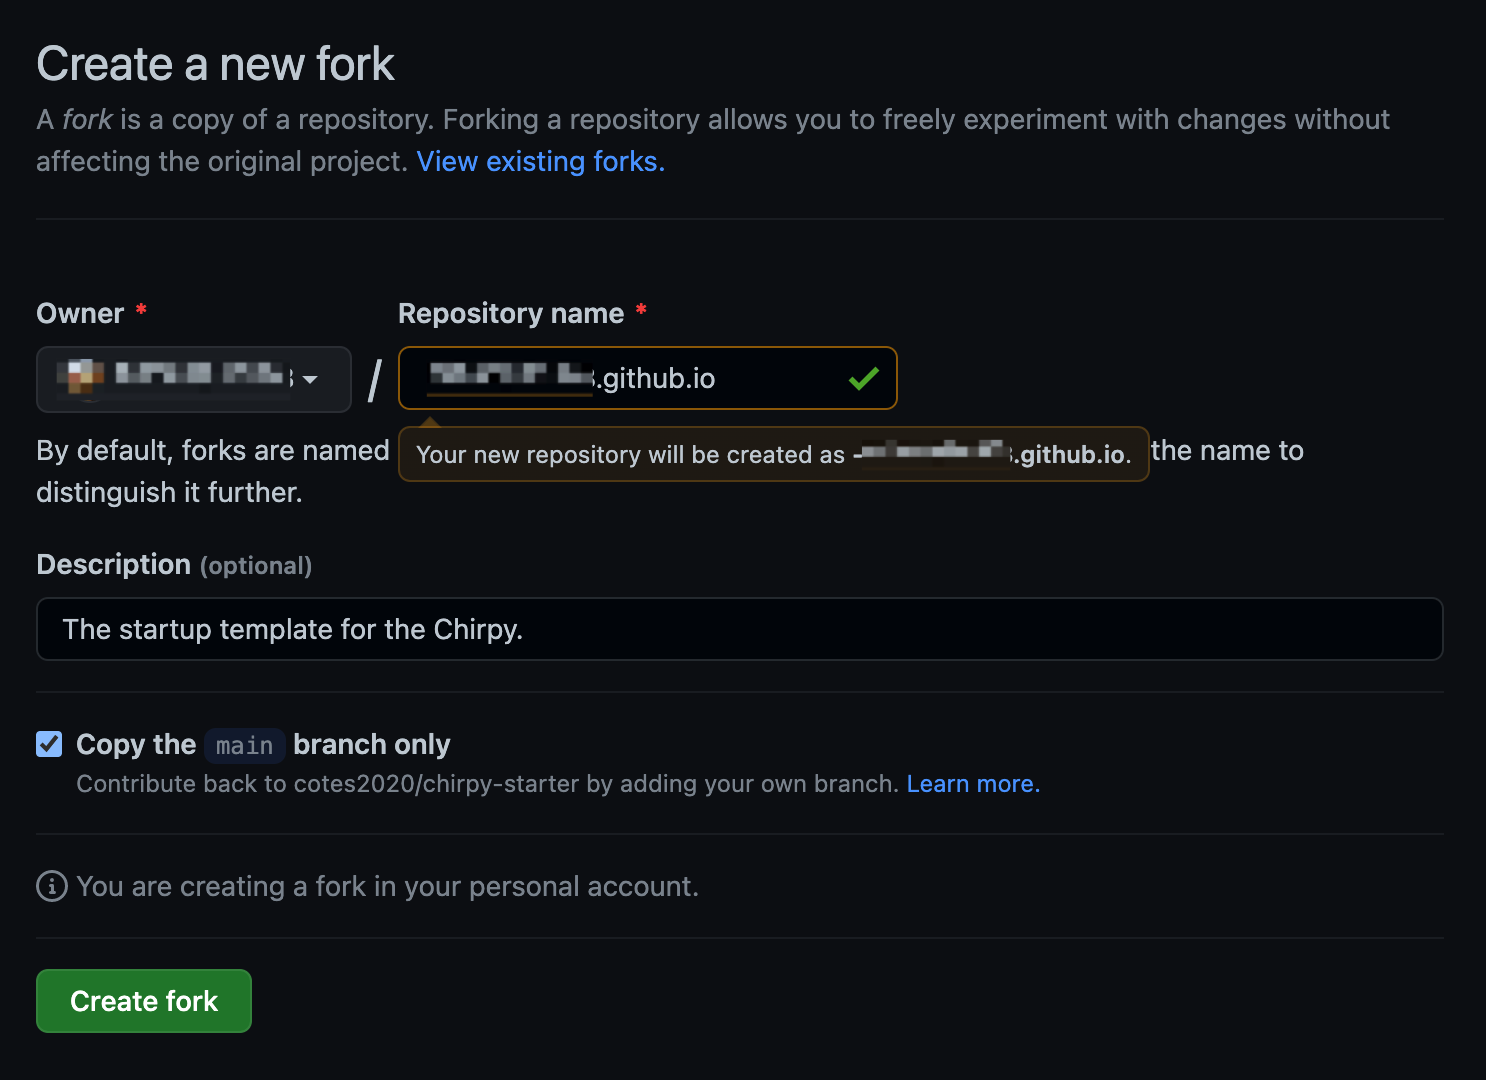 Create a new fork
A fork is a copy of a repository. Forking a repository allows you to freely experiment with changes without
affecting the original project. View existing forks.
Owner *
Repository name *
/
.github.io
By default, forks are named
Your new repository will be created as
.github.io.
the name to
distinguish it further.
Description (optional)
The startup template for the Chirpy.
Copy the main branch only
Contribute back to cotes2020/chirpy-starter by adding your own branch. Learn more.
You are creating a fork in your personal account.
Create fork